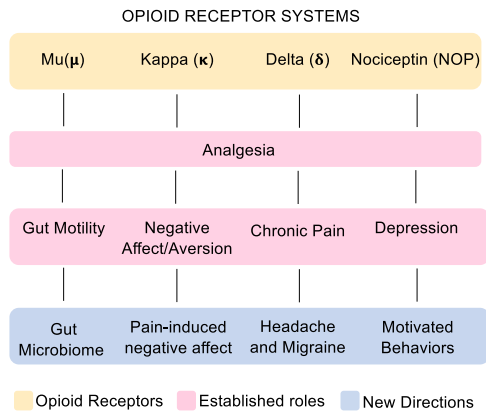 OPIOID RECEPTOR SYSTEMS
Mu(μ) Kappa (κ) Delta (δ) Nociceptin (NOP)
Analgesia
Gut Motility Negative Chronic Pain Depression
Affect/Aversion
Gut Pain-induced Headache Motivated
Microbiome negative affect and Migraine Behaviors
Opioid Receptors Established roles New Directions